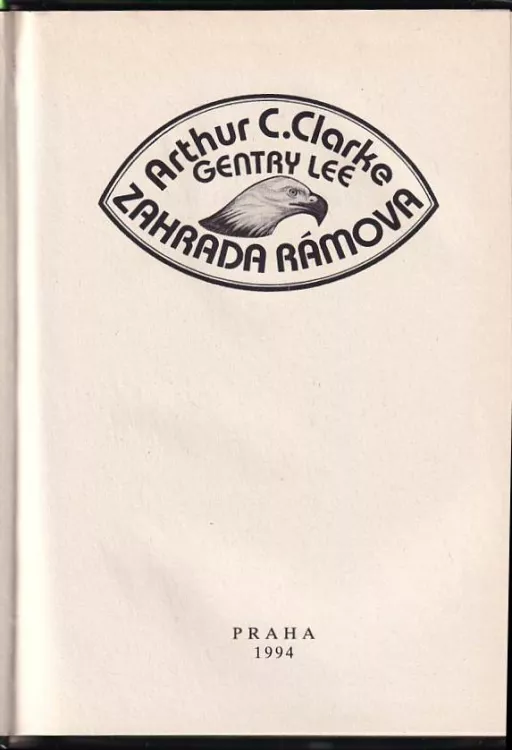 Arthur C.Clarke
GENTRY LEE
ZAHRADA RÁMOVA
PRAHA
1994